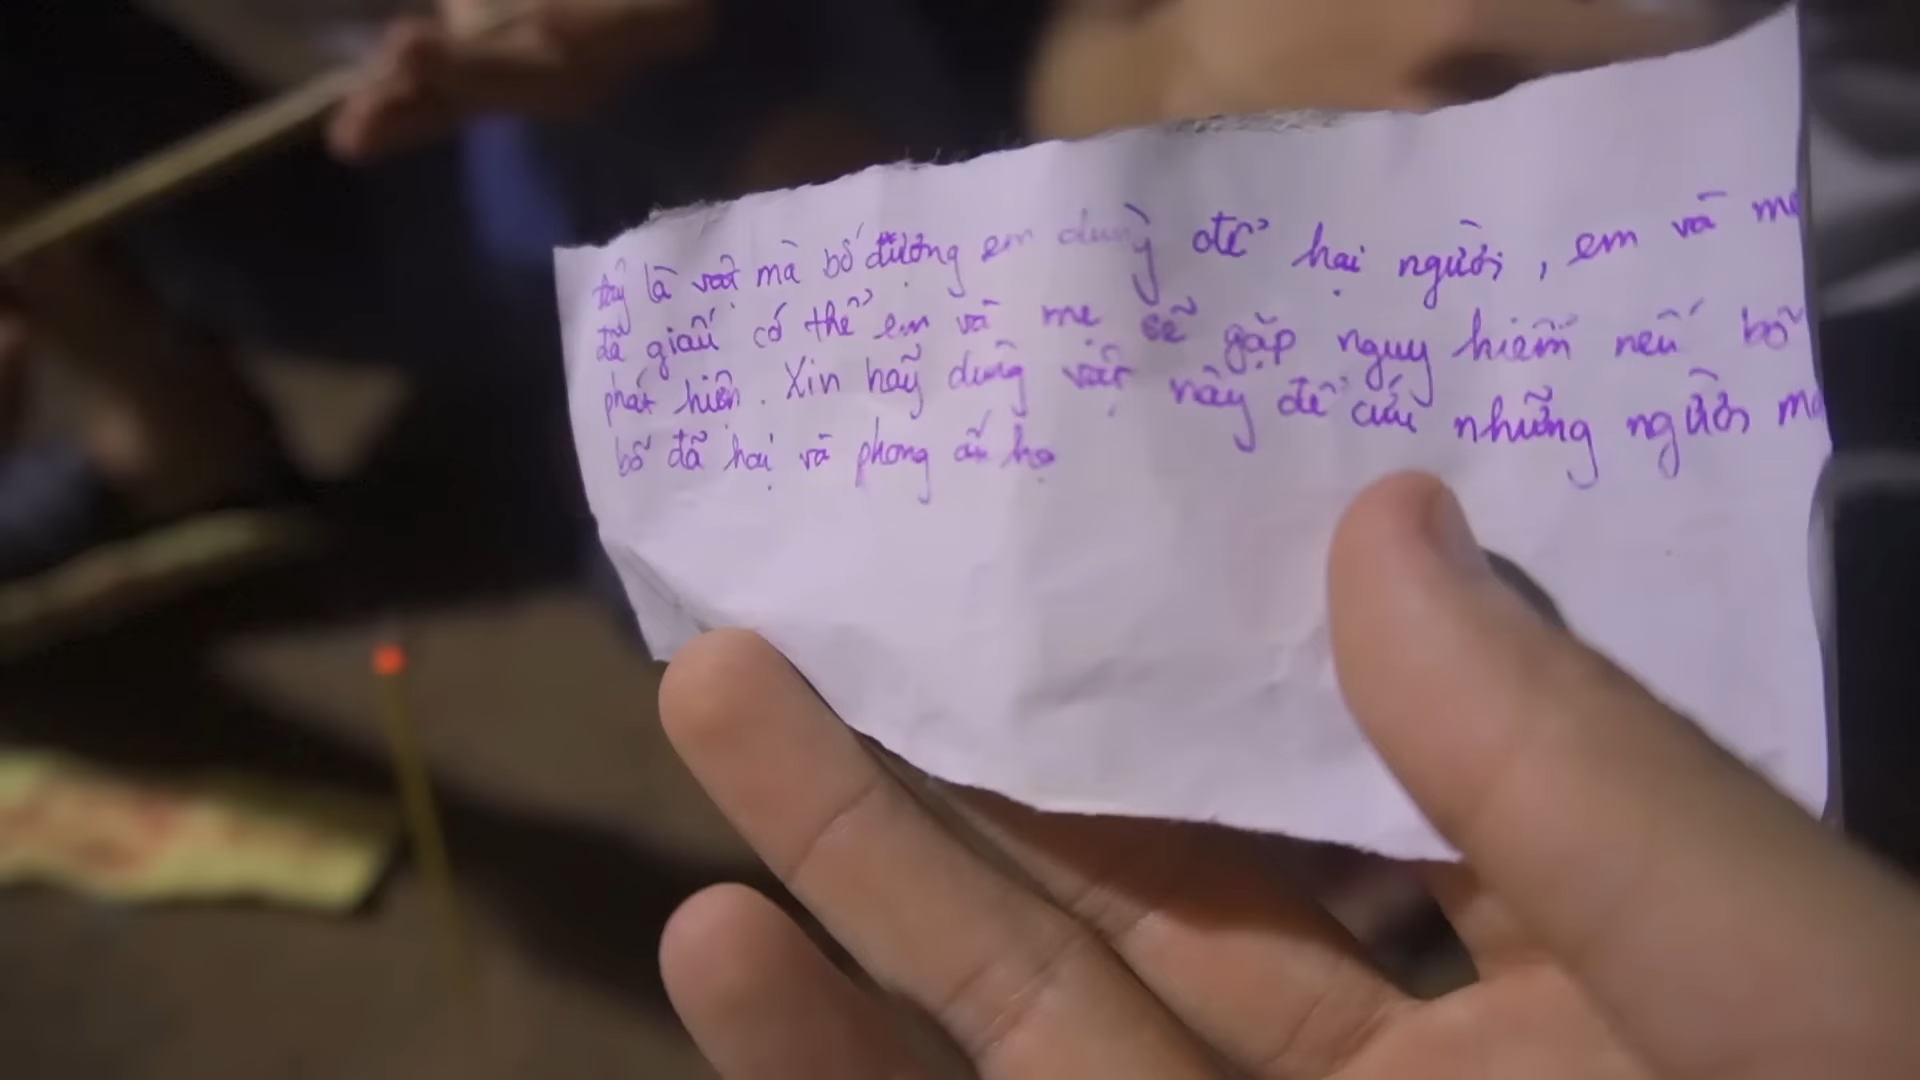 đây là vật mà bố dượng em dùng để hại người, em và mẹ
đã giấu có thể em và mẹ sẽ gặp nguy hiểm nếu bố
phát hiện. Xin hãy dùng vật này để cứu những người mà
bố đã hại và phong ấn họ